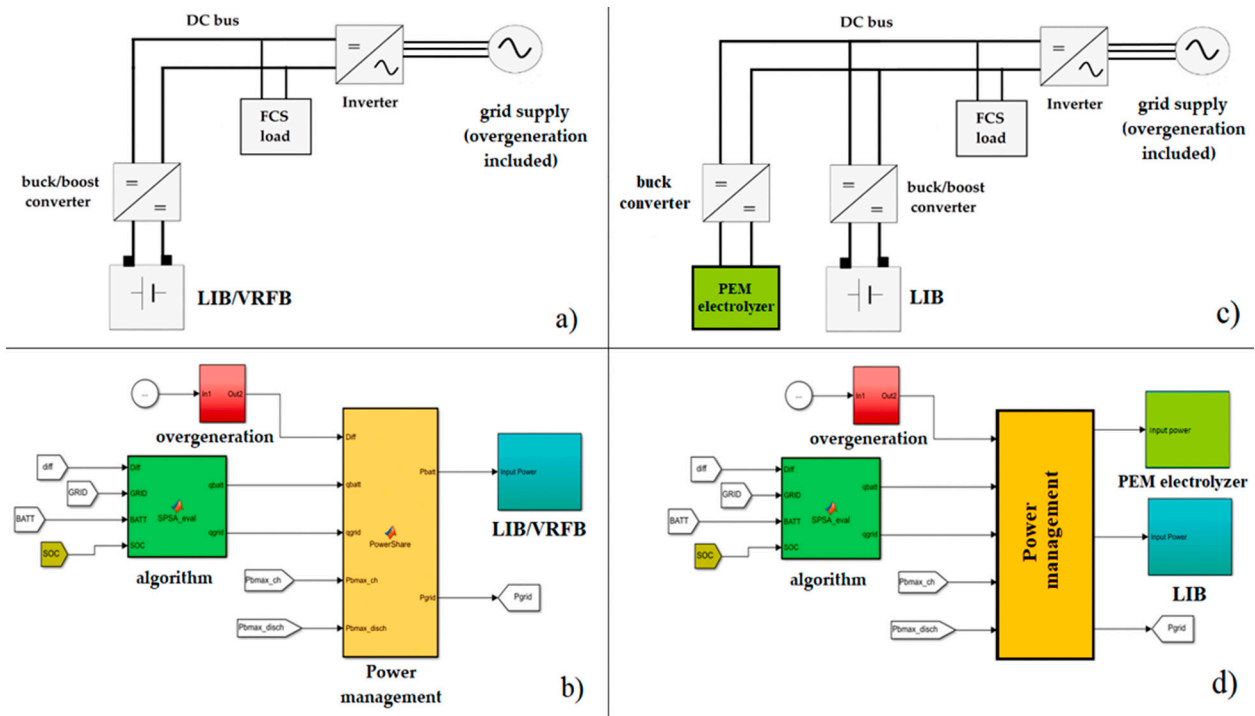 DC bus
Inverter
FCS
load
grid supply
(overgeneration
included)
buck/boost
converter
LIB/VRFB
a)
DC bus
Inverter
FCS
load
grid supply
(overgeneration
included)
buck
converter
buck/boost
converter
PEM
electrolyzer
LIB
c)
...
In1
Out2
overgeneration
diff
GRID
BATT
SOC
Diff
GRID
BATT
SOC
SPSA_eval
qbatt
qgrid
algorithm
Pbmax_ch
Pbmax_disch
Diff
qbatt
qgrid
Pbmax_ch
Pbmax_disch
PowerShare
Pbatt
Pgrid
Power
management
Input Power
LIB/VRFB
Pgrid
b)
...
In1
Out2
overgeneration
diff
GRID
BATT
SOC
Diff
GRID
BATT
SOC
SPSA_eval
qbatt
qgrid
algorithm
Pbmax_ch
Pbmax_disch
Power
management
Input power
PEM electrolyzer
Input Power
LIB
Pgrid
d)